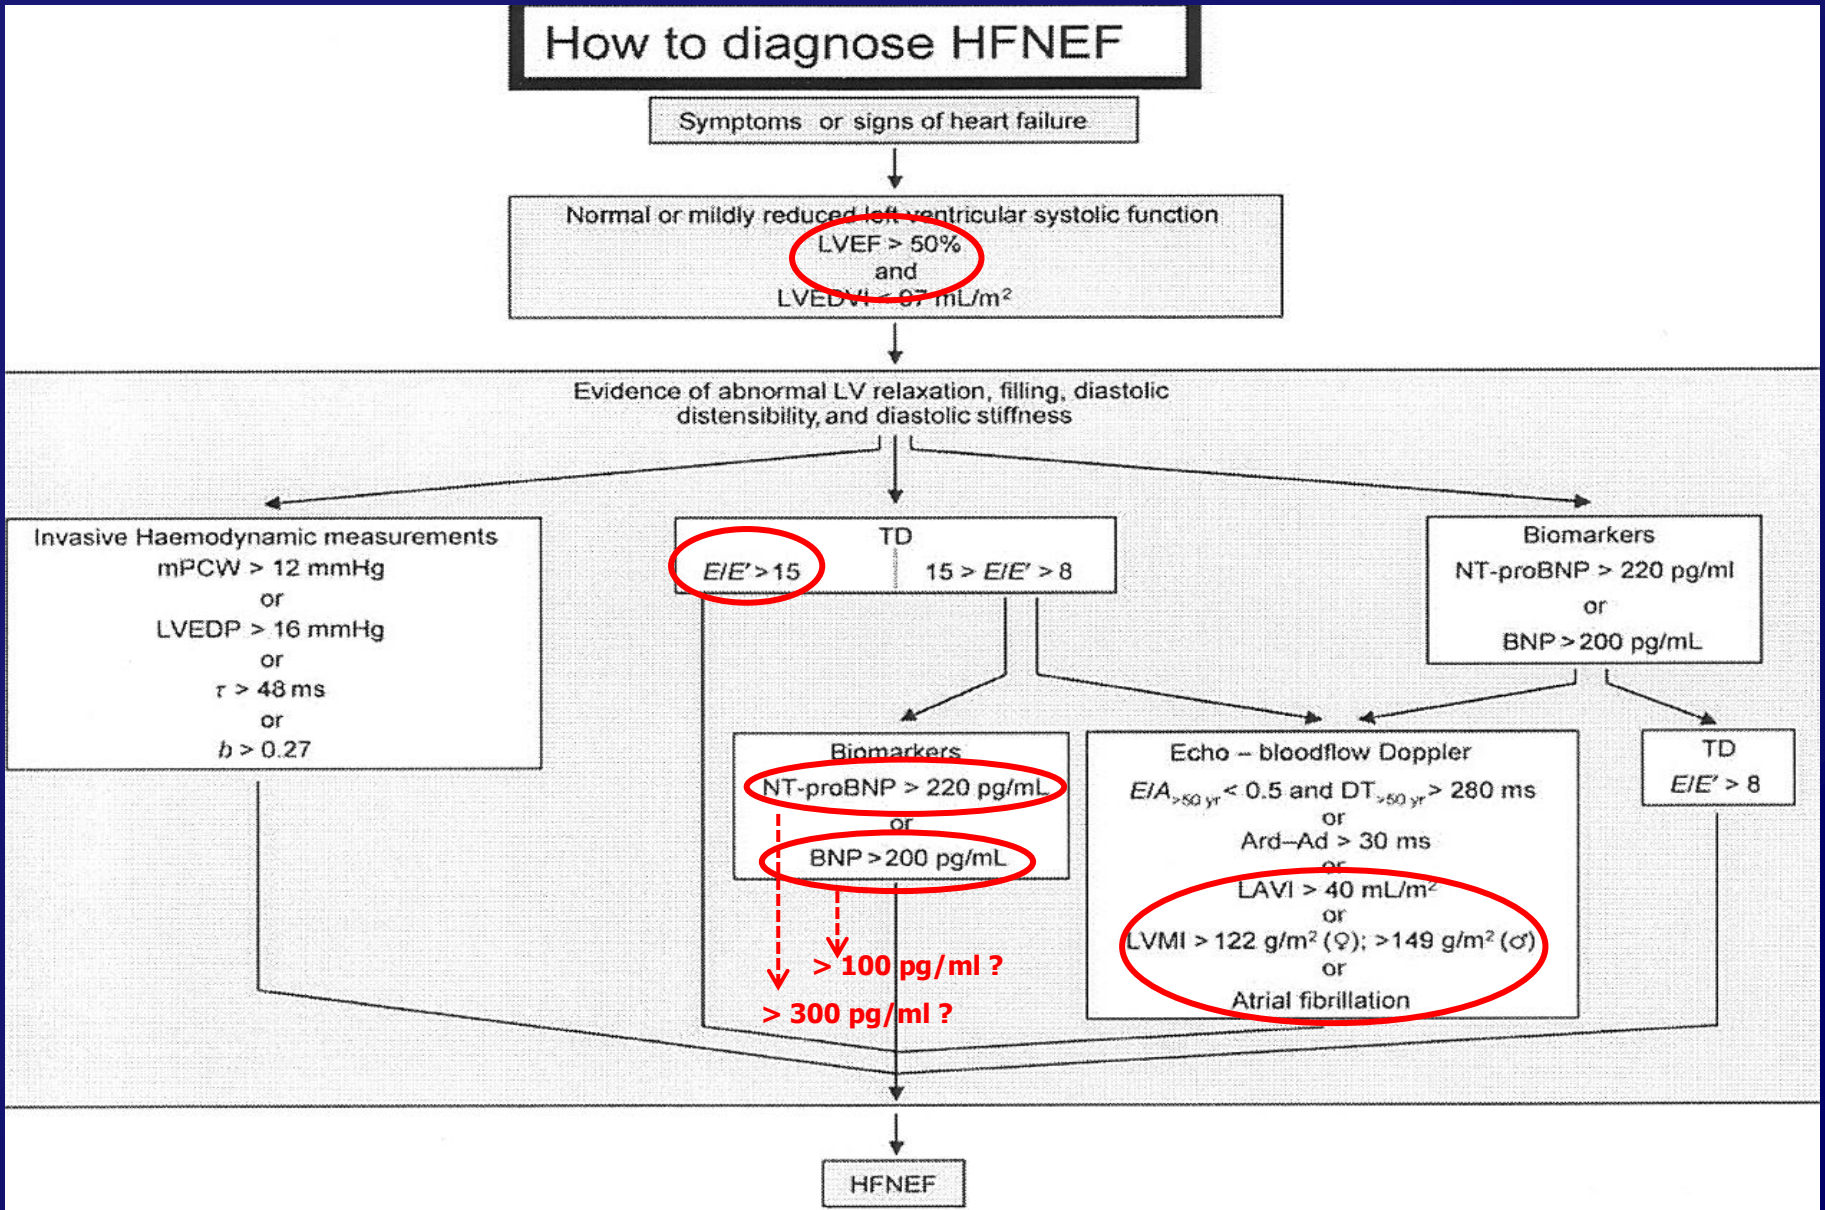 How to diagnose HFNEF
Symptoms or signs of heart failure
Normal or mildly reduced left ventricular systolic function
LVEF > 50%
and
LVEDVI < 97 mL/m²
Evidence of abnormal LV relaxation, filling, diastolic
distensibility, and diastolic stiffness
Invasive Haemodynamic measurements
mPCW > 12 mmHg
or
LVEDP > 16 mmHg
or
τ > 48 ms
or
b > 0.27
TD
E/E′ > 15
15 > E/E′ > 8
Biomarkers
NT-proBNP > 220 pg/ml
or
BNP > 200 pg/mL
Biomarkers
NT-proBNP > 220 pg/mL
or
BNP > 200 pg/mL
> 100 pg/ml ?
> 300 pg/ml ?
Echo – bloodflow Doppler
E/A>50 yr < 0.5 and DT>50 yr > 280 ms
or
Ard–Ad > 30 ms
or
LAVI > 40 mL/m²
or
LVMI > 122 g/m² (♀); >149 g/m² (♂)
or
Atrial fibrillation
TD
E/E′ > 8
HFNEF